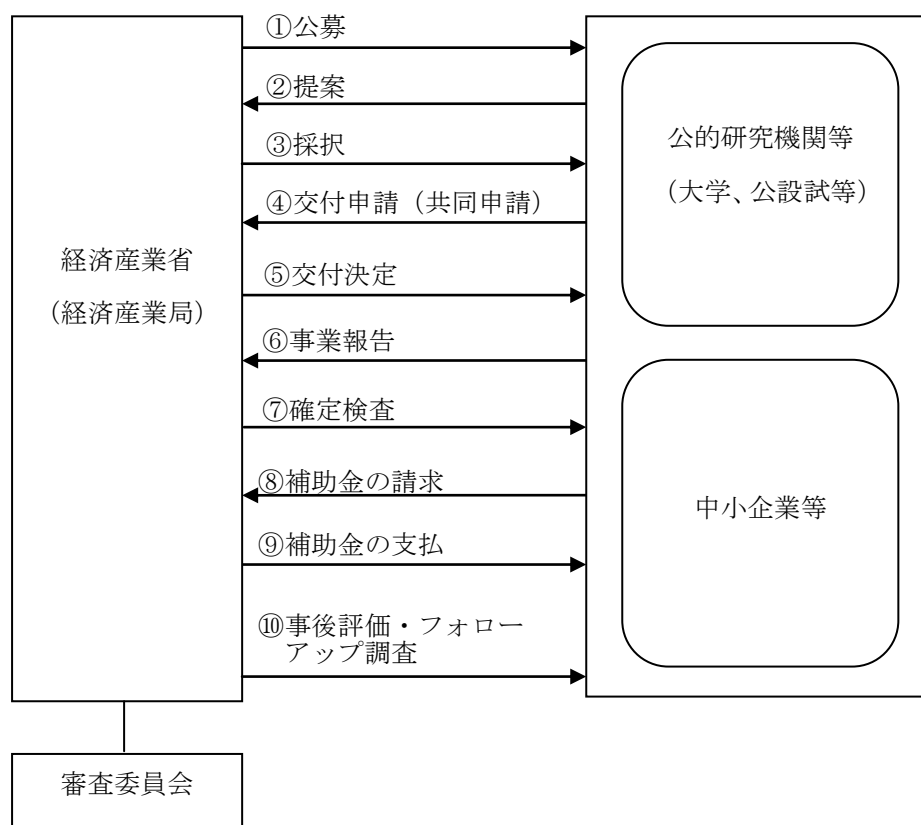 ①公募
②提案
③採択
④交付申請（共同申請）
⑤交付決定
⑥事業報告
⑦確定検査
⑧補助金の請求
⑨補助金の支払
⑩事後評価・フォロー
アップ調査
経済産業省
（経済産業局）
公的研究機関等
（大学、公設試等）
中小企業等
審査委員会